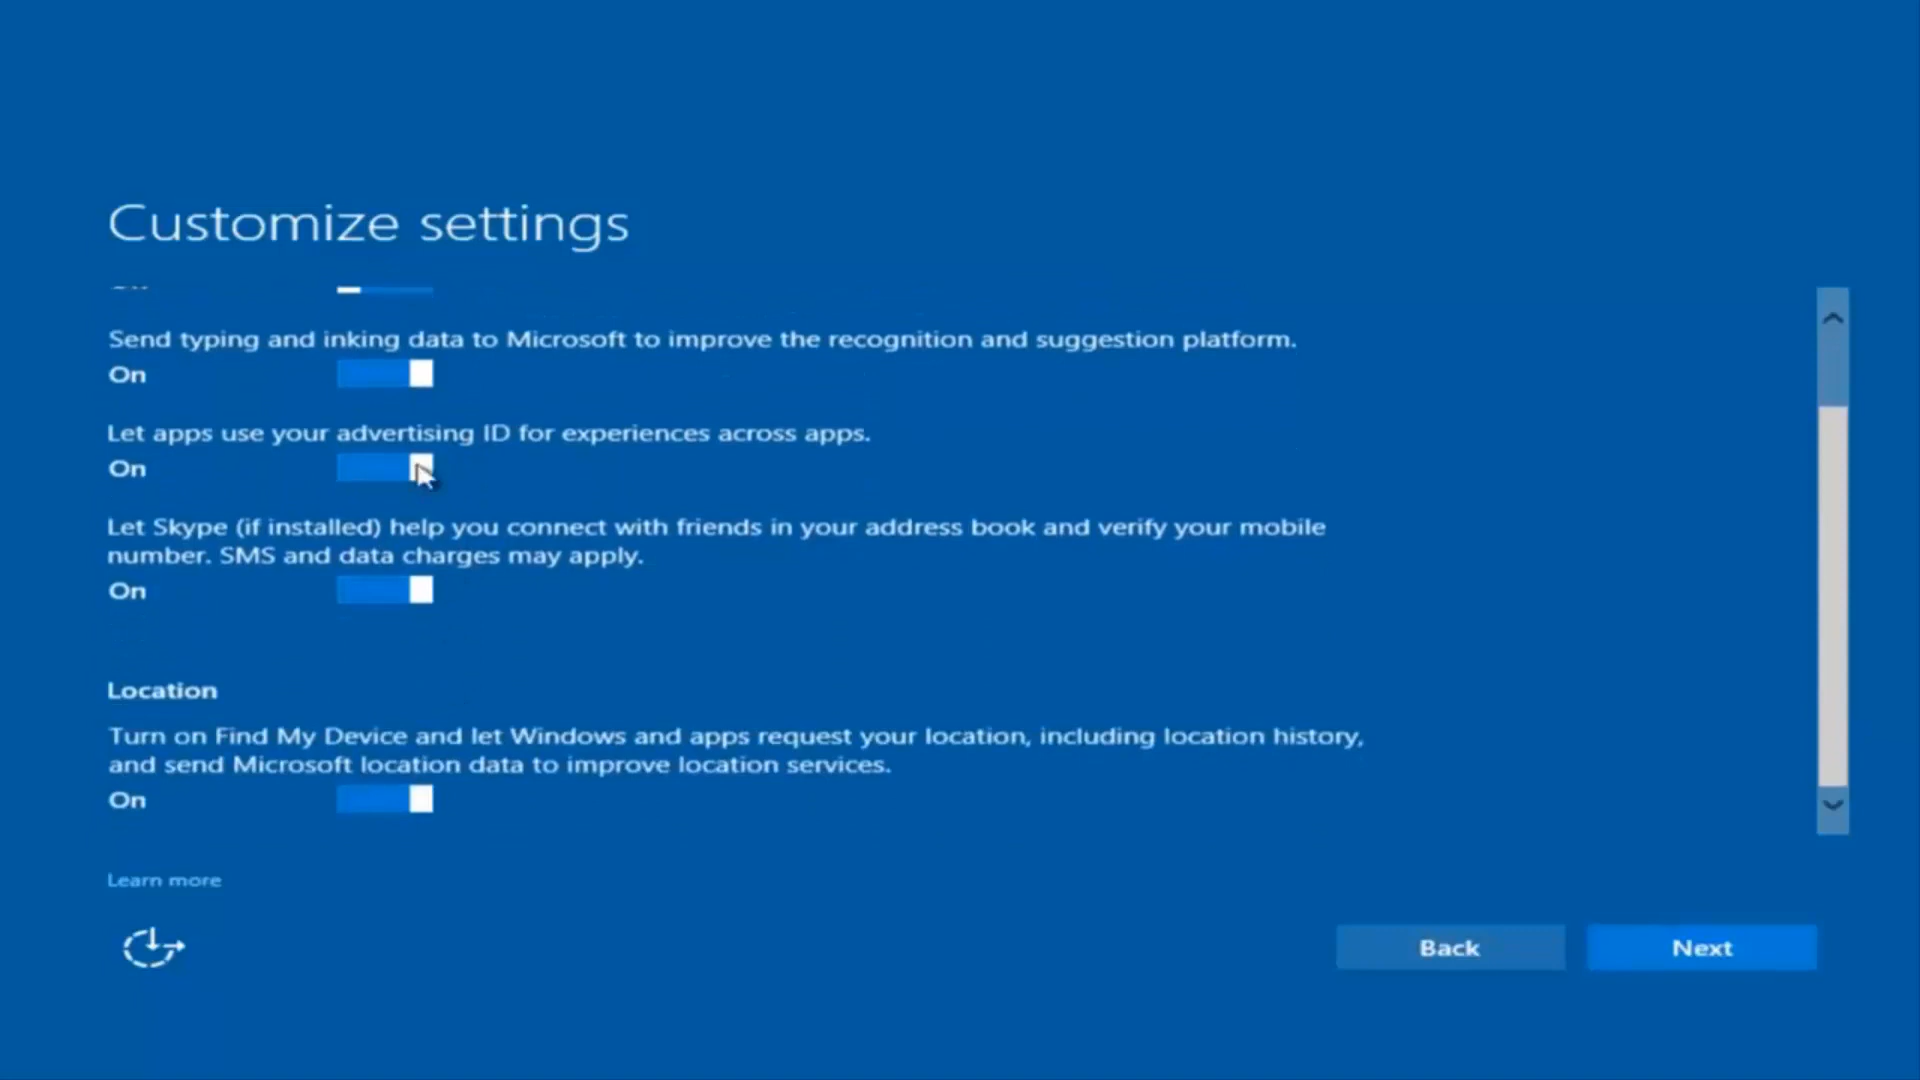 Customize settings
Send typing and inking data to Microsoft to improve the recognition and suggestion platform.
On
Let apps use your advertising ID for experiences across apps.
On
Let Skype (if installed) help you connect with friends in your address book and verify your mobile
number. SMS and data charges may apply.
On
Location
Turn on Find My Device and let Windows and apps request your location, including location history,
and send Microsoft location data to improve location services.
On
Learn more
Back
Next